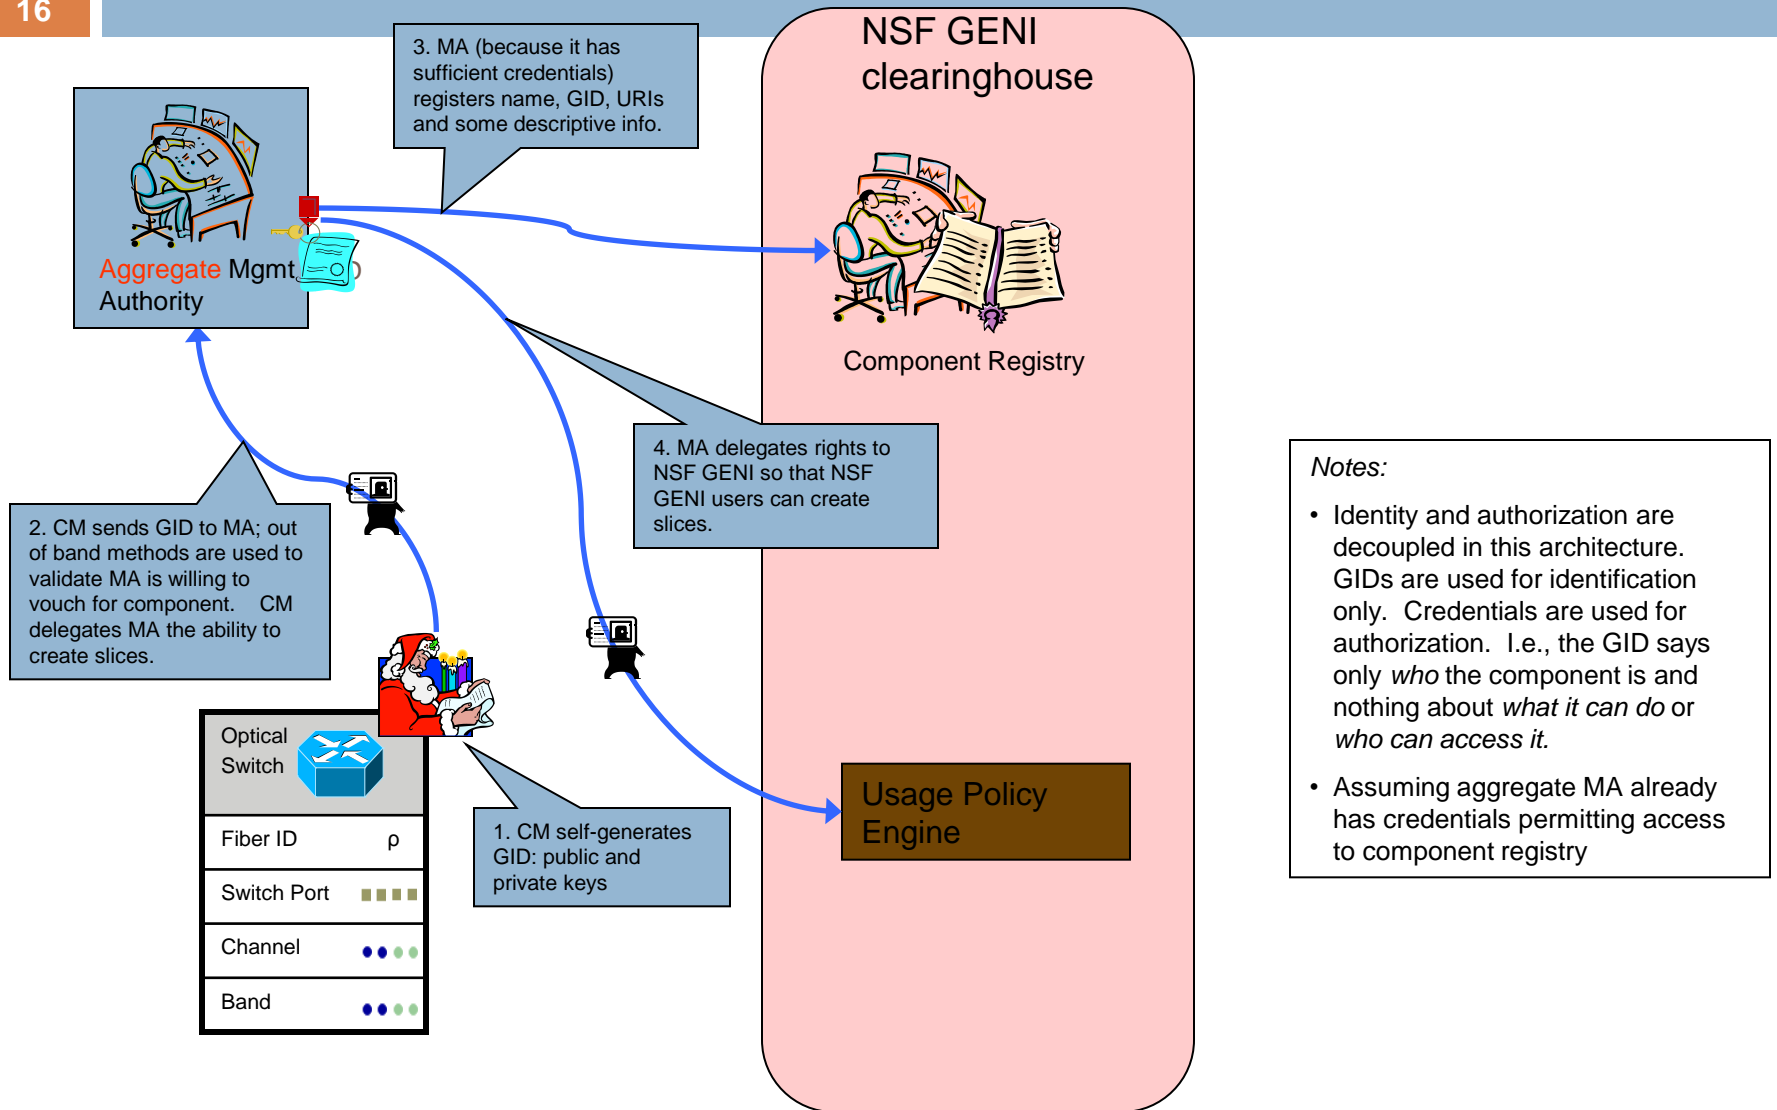 16
3. MA (because it has
sufficient credentials)
registers name, GID, URIs
and some descriptive info.
NSF GENI
clearinghouse
Aggregate Mgmt
Authority
Component Registry
4. MA delegates rights to
NSF GENI so that NSF
GENI users can create
slices.
2. CM sends GID to MA; out
of band methods are used to
validate MA is willing to
vouch for component. CM
delegates MA the ability to
create slices.
Optical
Switch
Fiber ID ρ
Switch Port
Channel
Band
1. CM self-generates
GID: public and
private keys
Usage Policy
Engine
Notes:
• Identity and authorization are
decoupled in this architecture.
GIDs are used for identification
only. Credentials are used for
authorization. I.e., the GID says
only who the component is and
nothing about what it can do or
who can access it.
• Assuming aggregate MA already
has credentials permitting access
to component registry